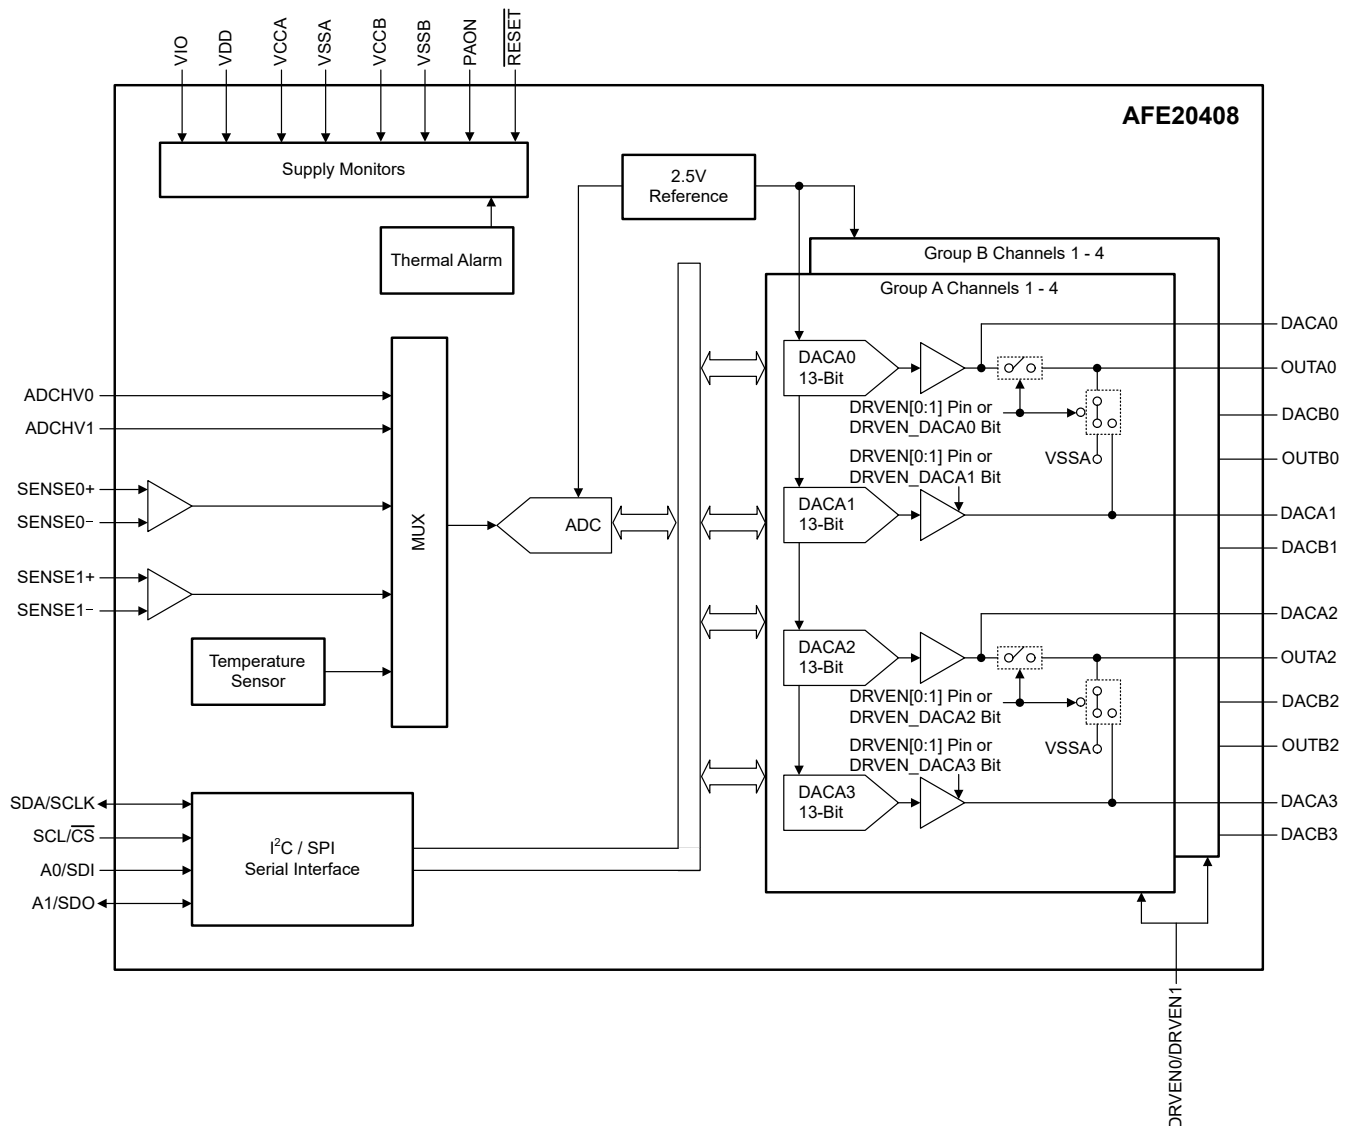 VIO
VDD
VCCA
VSSA
VCCB
VSSB
PAON
RESET
AFE20408
Supply Monitors
2.5V
Reference
Thermal Alarm
Group B Channels 1 - 4
Group A Channels 1 - 4
DACA0
13-Bit
DRVEN[0:1] Pin or
DRVEN_DACA0 Bit
VSSA
DRVEN[0:1] Pin or
DRVEN_DACA1 Bit
DACA1
13-Bit
DACA2
13-Bit
DRVEN[0:1] Pin or
DRVEN_DACA2 Bit
VSSA
DRVEN[0:1] Pin or
DRVEN_DACA3 Bit
DACA3
13-Bit
DACA0
OUTA0
DACB0
OUTB0
DACA1
DACB1
DACA2
OUTA2
DACB2
OUTB2
DACA3
DACB3
ADCHV0
ADCHV1
SENSE0+
SENSE0−
SENSE1+
SENSE1−
MUX
ADC
Temperature
Sensor
SDA/SCLK
SCL/CS
A0/SDI
A1/SDO
I²C / SPI
Serial Interface
DRVEN0/DRVEN1